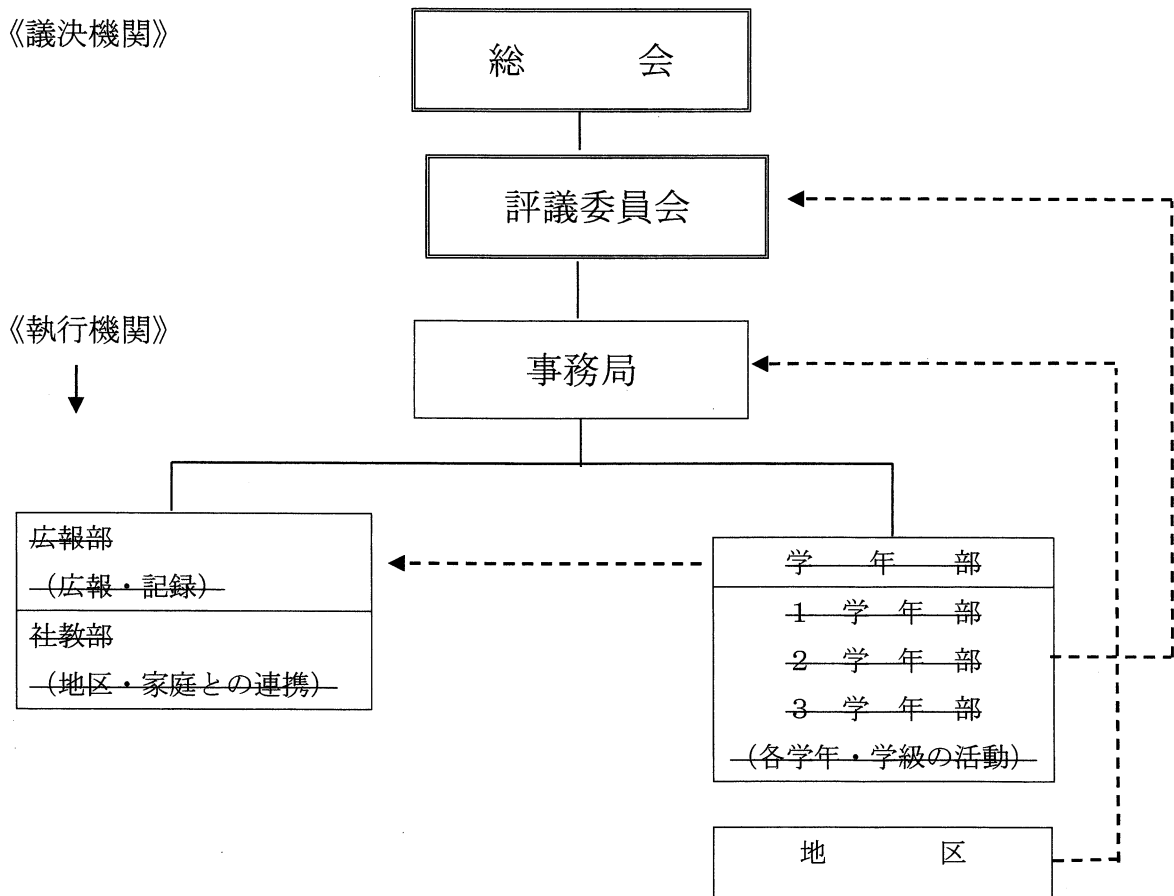 《議決機関》
総　　会
評議委員会
《執行機関》
事務局
広報部
（広報・記録）
社教部
（地区・家庭との連携）
学　年　部
1　学　年　部
2　学　年　部
3　学　年　部
（各学年・学級の活動）
地　　区